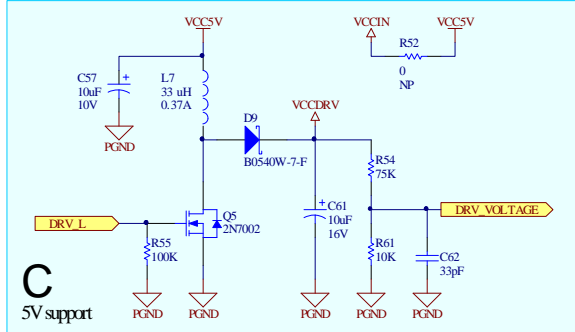 VCC5V
VCCIN
VCC5V
R52
0
NP
C57
10uF
10V
+
L7
33 uH
0.37A
PGND
D9
B0540W-7-F
VCCDRV
R54
75K
DRV_L
Q5
2N7002
C61
10uF
16V
+
DRV_VOLTAGE
R55
100K
R61
10K
C62
33pF
C
5V support
PGND
PGND
PGND
PGND
PGND